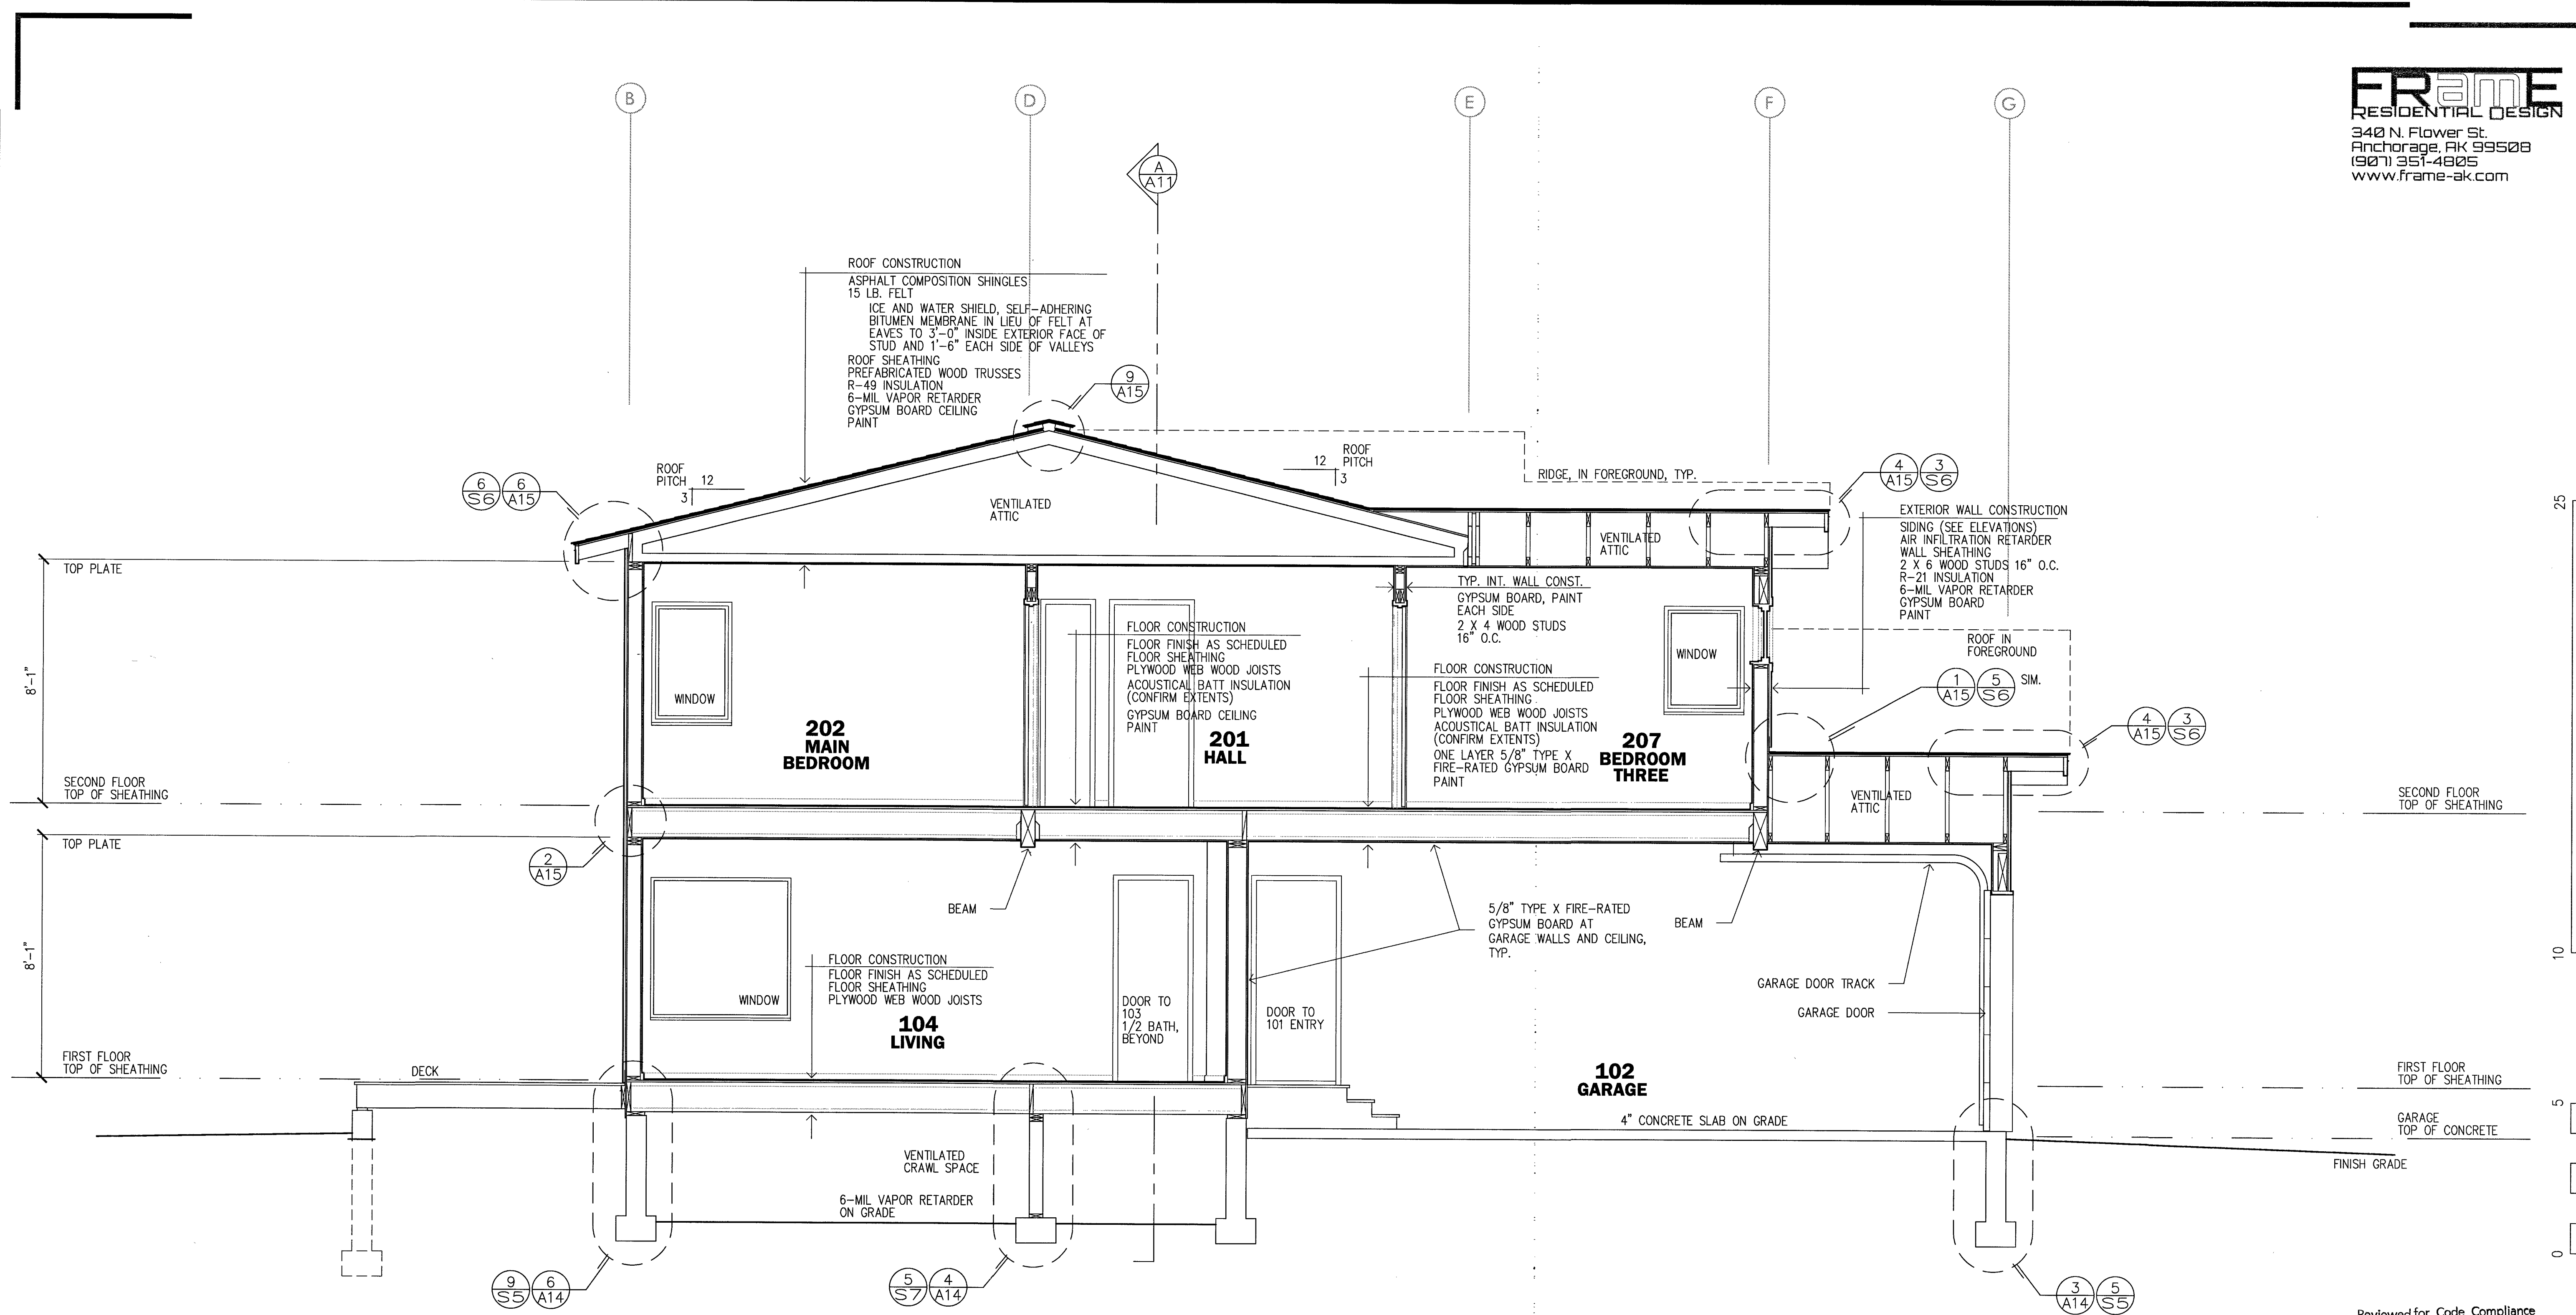 FRamE
RESIDENTIAL DESIGN
340 N. Flower St.
Anchorage, AK 99508
(907) 351-4805
www.frame-ak.com
B
D
E
F
G
A
A11
ROOF CONSTRUCTION
ASPHALT COMPOSITION SHINGLES
15 LB. FELT
ICE AND WATER SHIELD, SELF-ADHERING
BITUMEN MEMBRANE IN LIEU OF FELT AT
EAVES TO 3'-0" INSIDE EXTERIOR FACE OF
STUD AND 1'-6" EACH SIDE OF VALLEYS
ROOF SHEATHING
PREFABRICATED WOOD TRUSSES
R-49 INSULATION
6-MIL VAPOR RETARDER
GYPSUM BOARD CEILING
PAINT
9
A15
ROOF
PITCH
12
3
12
ROOF
PITCH
3
6
S6
6
A15
VENTILATED
ATTIC
RIDGE, IN FOREGROUND, TYP.
4
A15
3
S6
VENTILATED
ATTIC
EXTERIOR WALL CONSTRUCTION
SIDING (SEE ELEVATIONS)
AIR INFILTRATION RETARDER
WALL SHEATHING
2 X 6 WOOD STUDS 16" O.C.
R-21 INSULATION
6-MIL VAPOR RETARDER
GYPSUM BOARD
PAINT
25
TOP PLATE
8'-1"
TYP. INT. WALL CONST.
GYPSUM BOARD, PAINT
EACH SIDE
2 X 4 WOOD STUDS
16" O.C.
WINDOW
FLOOR CONSTRUCTION
FLOOR FINISH AS SCHEDULED
FLOOR SHEATHING
PLYWOOD WEB WOOD JOISTS
ACOUSTICAL BATT INSULATION
(CONFIRM EXTENTS)
GYPSUM BOARD CEILING
PAINT
FLOOR CONSTRUCTION
FLOOR FINISH AS SCHEDULED
FLOOR SHEATHING
PLYWOOD WEB WOOD JOISTS
ACOUSTICAL BATT INSULATION
(CONFIRM EXTENTS)
ONE LAYER 5/8" TYPE X
FIRE-RATED GYPSUM BOARD
PAINT
WINDOW
ROOF IN
FOREGROUND
1
A15
5
S6
SIM.
4
A15
3
S6
202
MAIN
BEDROOM
201
HALL
207
BEDROOM
THREE
SECOND FLOOR
TOP OF SHEATHING
VENTILATED
ATTIC
SECOND FLOOR
TOP OF SHEATHING
TOP PLATE
2
A15
8'-1"
BEAM
5/8" TYPE X FIRE-RATED
GYPSUM BOARD AT
GARAGE WALLS AND CEILING,
TYP.
BEAM
10
FLOOR CONSTRUCTION
FLOOR FINISH AS SCHEDULED
FLOOR SHEATHING
PLYWOOD WEB WOOD JOISTS
WINDOW
DOOR TO
103
1/2 BATH,
BEYOND
DOOR TO
101 ENTRY
GARAGE DOOR TRACK
GARAGE DOOR
104
LIVING
FIRST FLOOR
TOP OF SHEATHING
DECK
102
GARAGE
FIRST FLOOR
TOP OF SHEATHING
4" CONCRETE SLAB ON GRADE
GARAGE
TOP OF CONCRETE
5
FINISH GRADE
VENTILATED
CRAWL SPACE
6-MIL VAPOR RETARDER
ON GRADE
0
9
S5
6
A14
5
S7
4
A14
3
A14
5
S5
Reviewed for Code Compliance